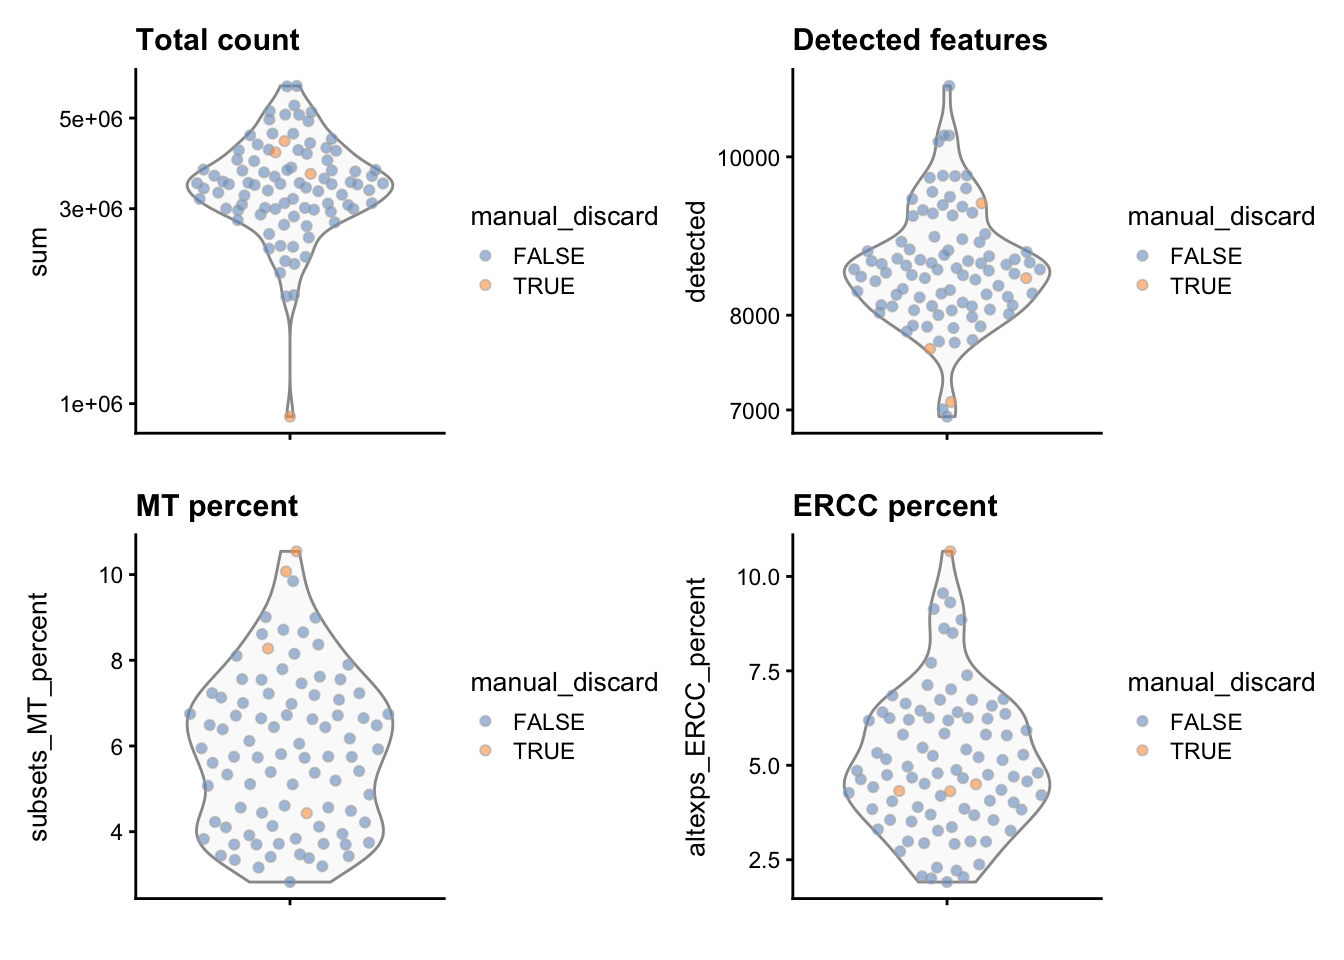 Total count
sum
5e+06
3e+06
1e+06
manual_discard
FALSE
TRUE
Detected features
detected
10000
8000
7000
manual_discard
FALSE
TRUE
MT percent
subsets_MT_percent
10
8
6
4
manual_discard
FALSE
TRUE
ERCC percent
altexps_ERCC_percent
10.0
7.5
5.0
2.5
manual_discard
FALSE
TRUE